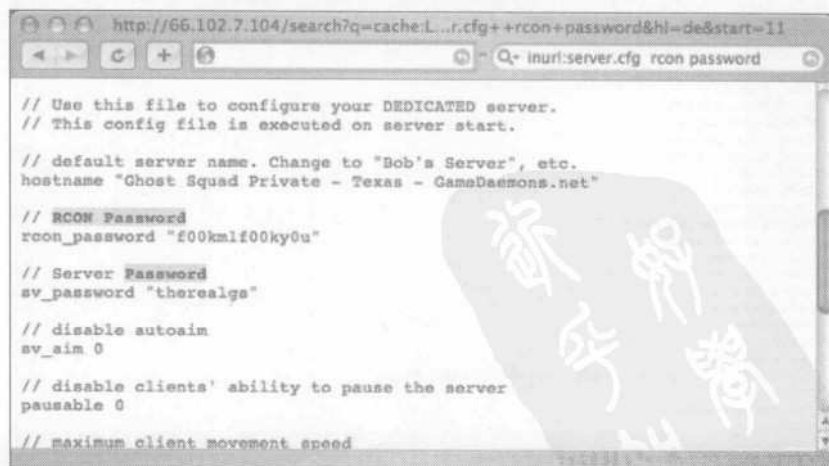 http://66.102.7.104/search?q=cache:L...r.cfg++rcon+password&hl=de&start=11
inurl:server.cfg rcon password
// Use this file to configure your DEDICATED server.
// This config file is executed on server start.
// default server name. Change to "Bob's Server", etc.
hostname "Ghost Squad Private - Texas - GameDaemons.net"
// RCON Password
rcon_password "f00kmlf00ky0u"
// Server Password
sv_password "therealgs"
// disable autoaim
sv_aim 0
// disable clients' ability to pause the server
pausable 0
// maximum client movement speed